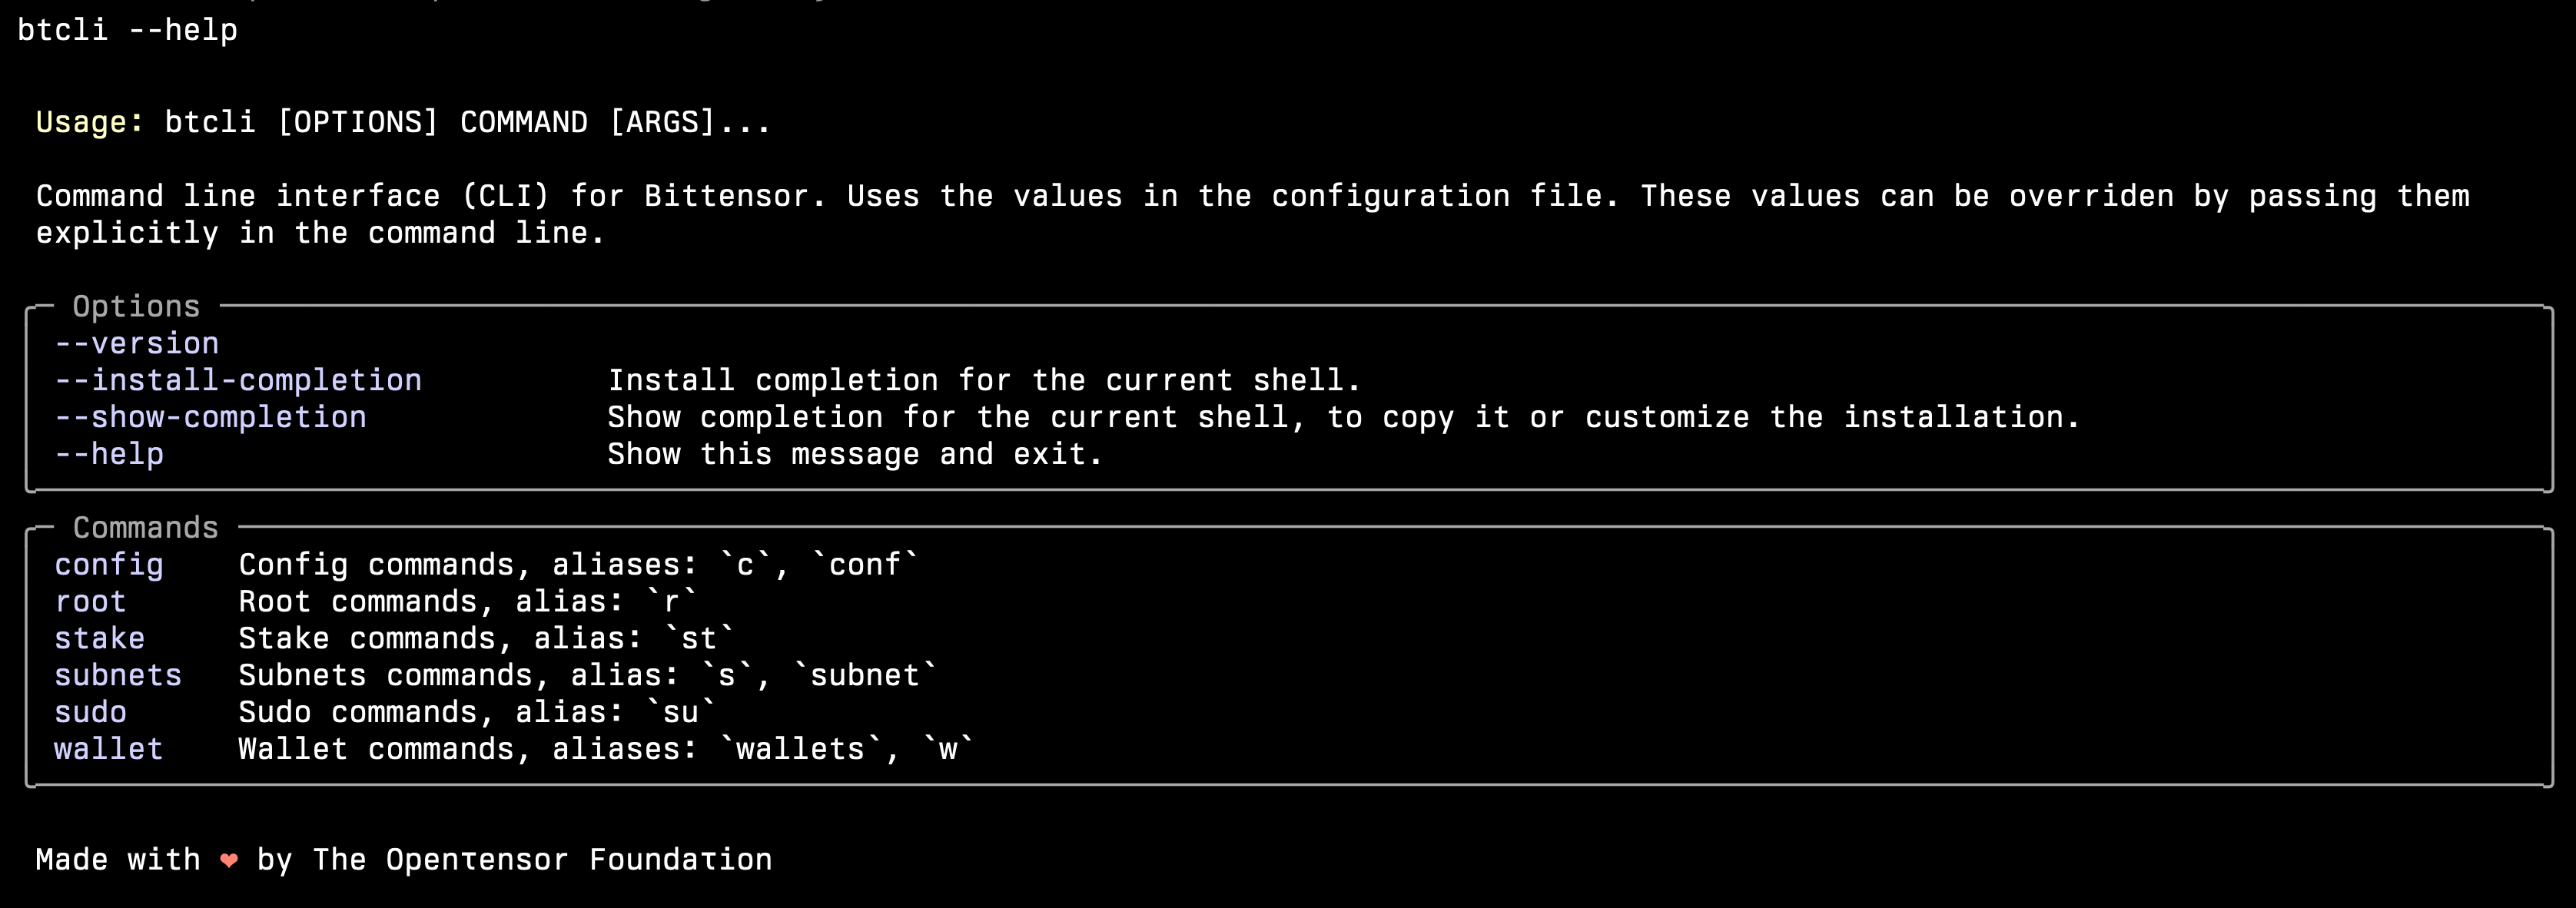 btcli --help
Usage: btcli [OPTIONS] COMMAND [ARGS]...
Command line interface (CLI) for Bittensor. Uses the values in the configuration file. These values can be overriden by passing them
explicitly in the command line.
Options
--version
--install-completion Install completion for the current shell.
--show-completion Show completion for the current shell, to copy it or customize the installation.
--help Show this message and exit.
Commands
config Config commands, aliases: `c`, `conf`
root Root commands, alias: `r`
stake Stake commands, alias: `st`
subnets Subnets commands, alias: `s`, `subnet`
sudo Sudo commands, alias: `su`
wallet Wallet commands, aliases: `wallets`, `w`
Made with ❤ by The Openτensor Foundaτion